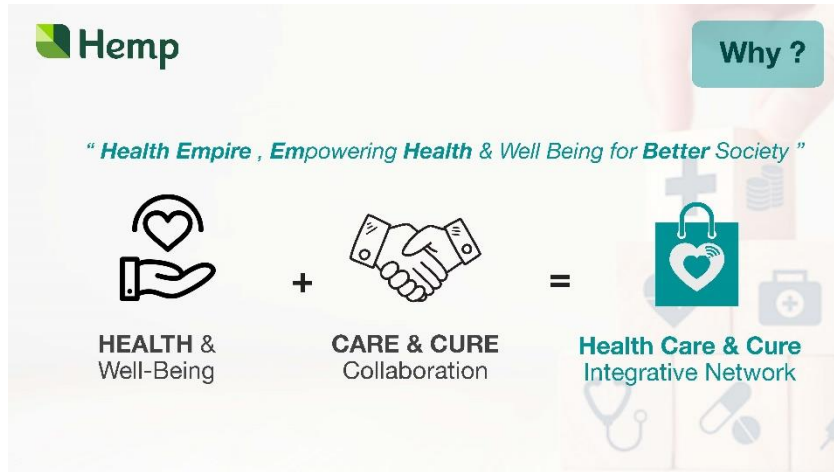 Hemp
Why ?
“ Health Empire , Empowering Health & Well Being for Better Society ”
+
=
HEALTH &
Well-Being
CARE & CURE
Collaboration
Health Care & Cure
Integrative Network